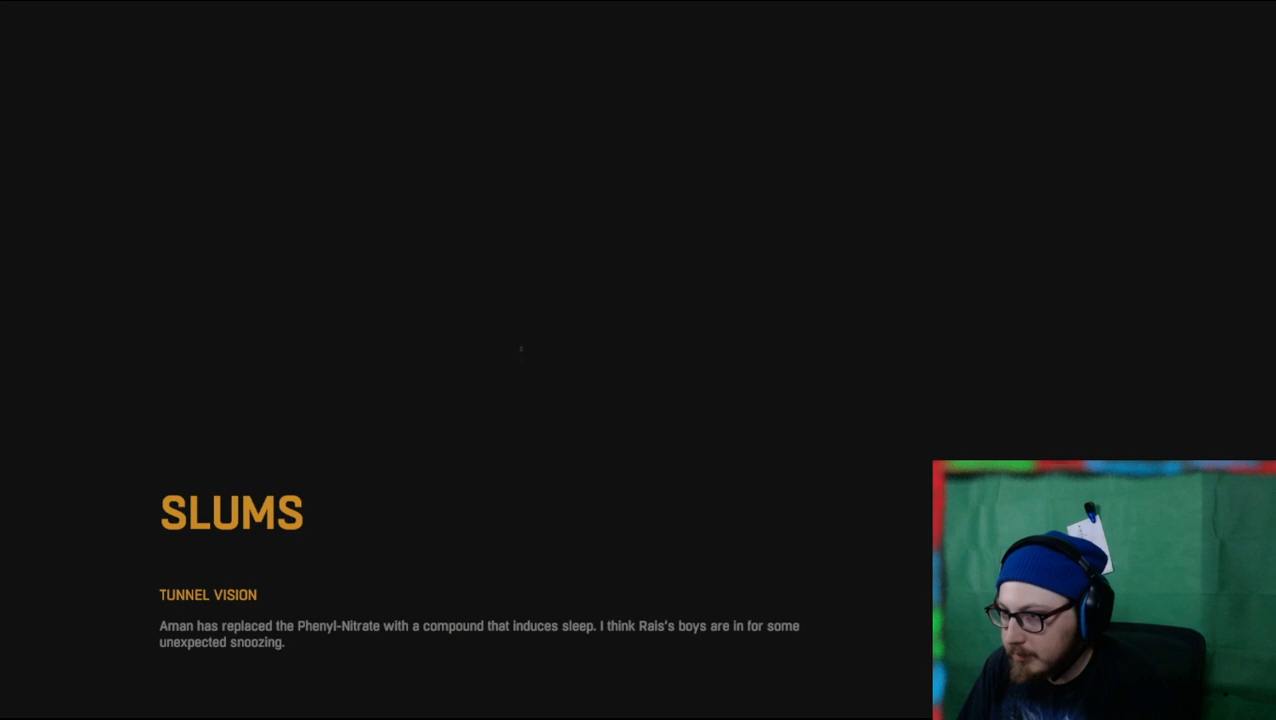 SLUMS
TUNNEL VISION
Aman has replaced the Phenyl-Nitrate with a compound that induces sleep. I think Rais's boys are in for some
unexpected snoozing.